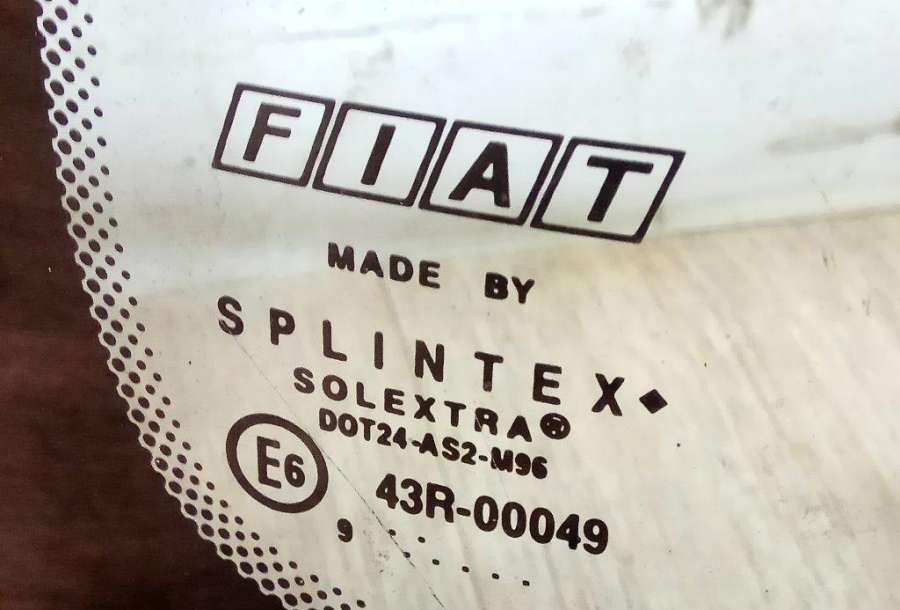 FIAT
MADE BY
SPLINTEX
SOLEXTRA®
DOT24-AS2-M96
E6
43R-00049
9